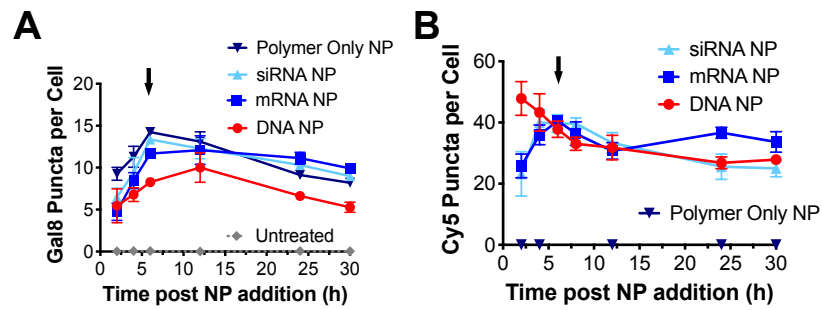 A
Gal8 Puncta per Cell
20
15
10
5
0
Polymer Only NP
siRNA NP
mRNA NP
DNA NP
Untreated
0 5 10 15 20 25 30
Time post NP addition (h)
B
Cy5 Puncta per Cell
60
40
20
0
siRNA NP
mRNA NP
DNA NP
Polymer Only NP
0 5 10 15 20 25 30
Time post NP addition (h)